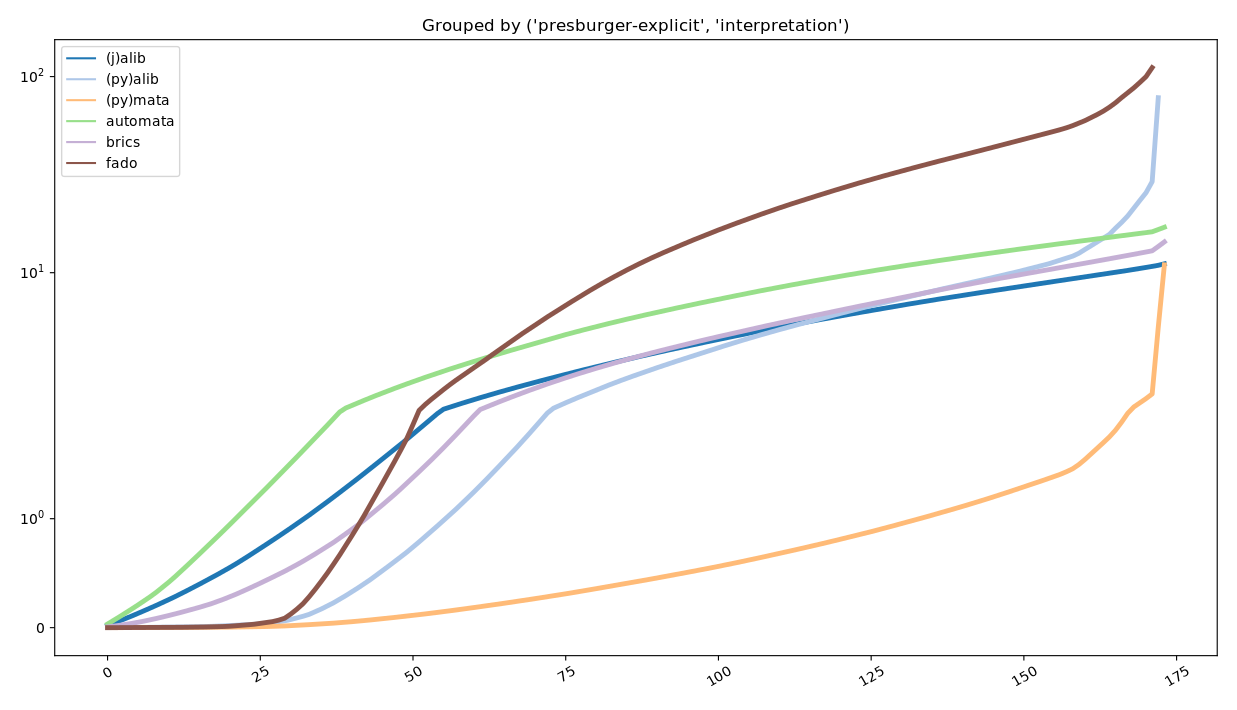 Grouped by ('presburger-explicit', 'interpretation')
(j)alib
(py)alib
(py)mata
automata
brics
fado
10²
10¹
10⁰
0
0
25
50
75
100
125
150
175